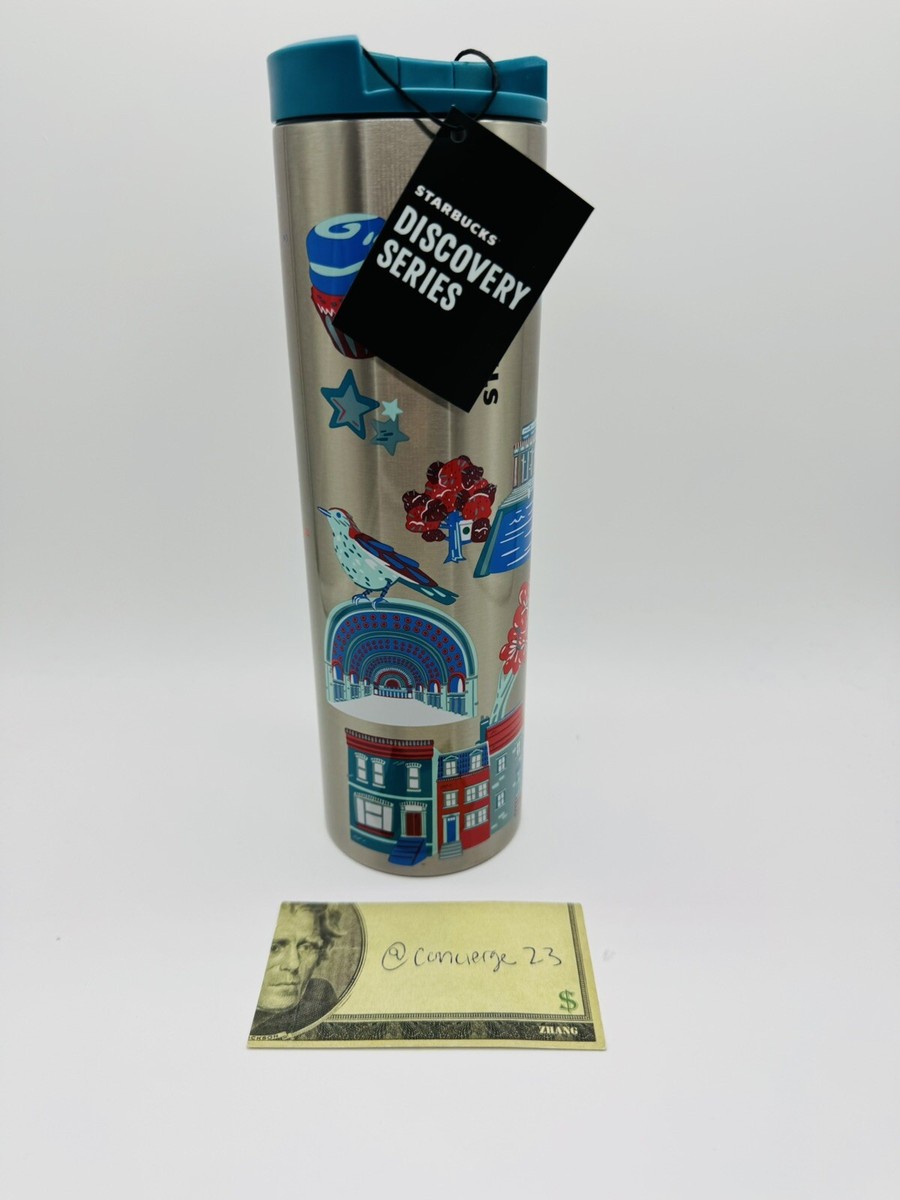 STARBUCKS
DISCOVERY
SERIES
@concierge 23
$
ZHANG